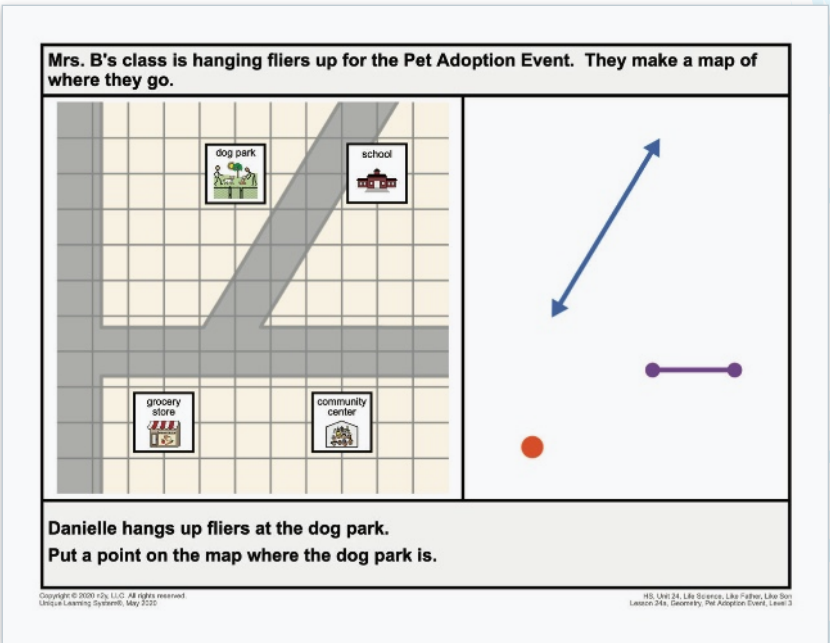 Mrs. B's class is hanging fliers up for the Pet Adoption Event.  They make a map of
where they go.
dog park
school
grocery
store
community
center
Danielle hangs up fliers at the dog park.
Put a point on the map where the dog park is.
Copyright © 2020 n2y, LLC. All rights reserved.
Unique Learning System®, May 2020
HS, Unit 24, Life Science, Like Father, Like Son
Lesson 24a, Geometry, Pet Adoption Event, Level 3